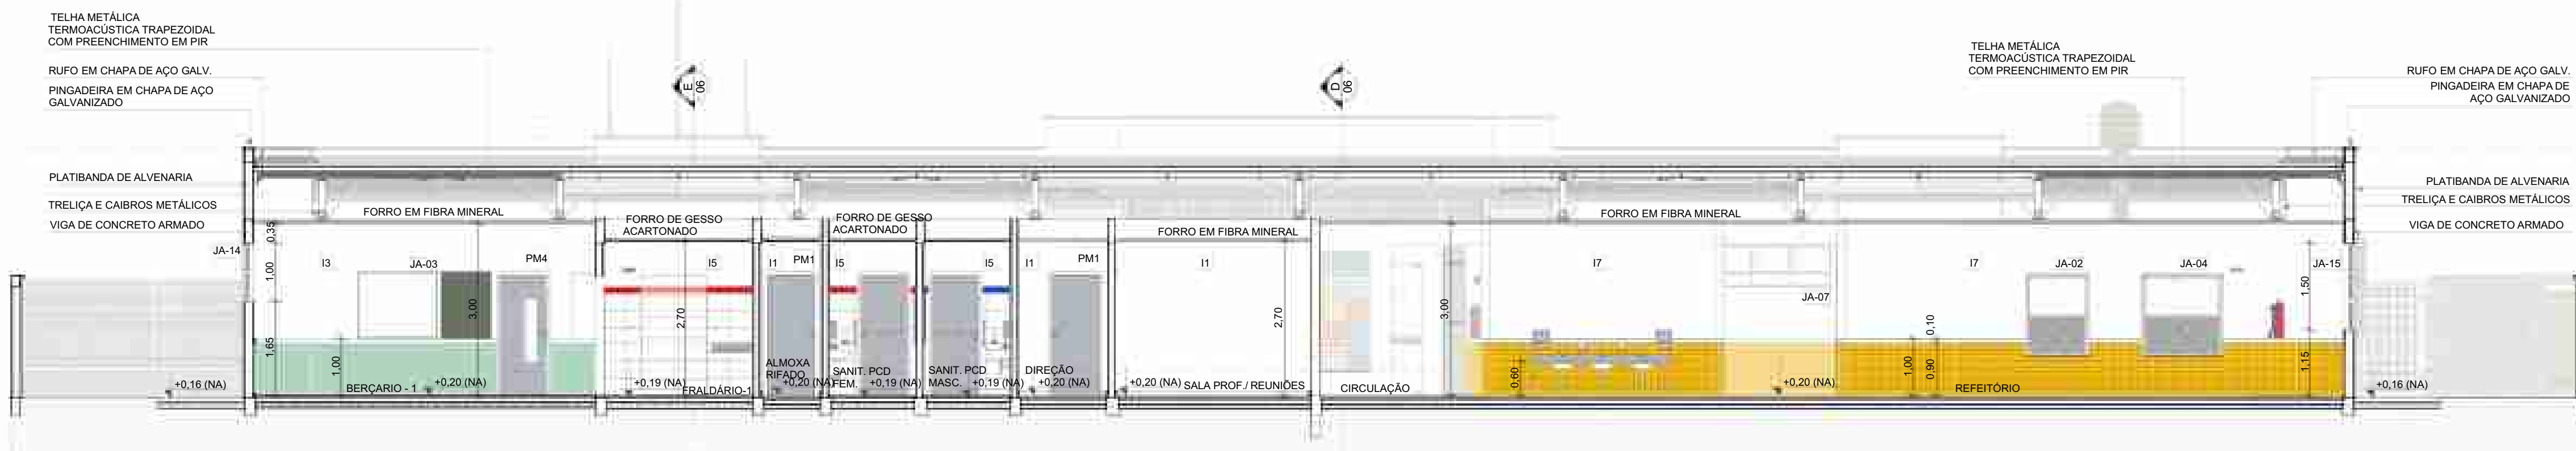 TELHA METÁLICA
TERMOACÚSTICA TRAPEZOIDAL
COM PREENCHIMENTO EM PIR
RUFO EM CHAPA DE AÇO GALV.
PINGADEIRA EM CHAPA DE AÇO
GALVANIZADO
PLATIBANDA DE ALVENARIA
TRELIÇA E CAIBROS METÁLICOS
VIGA DE CONCRETO ARMADO
E
06
D
06
TELHA METÁLICA
TERMOACÚSTICA TRAPEZOIDAL
COM PREENCHIMENTO EM PIR
RUFO EM CHAPA DE AÇO GALV.
PINGADEIRA EM CHAPA DE
AÇO GALVANIZADO
PLATIBANDA DE ALVENARIA
TRELIÇA E CAIBROS METÁLICOS
VIGA DE CONCRETO ARMADO
JA-14
FORRO EM FIBRA MINERAL
0,35
1,00
1,65
I3
JA-03
PM4
3,00
1,00
+0,16 (NA)
BERÇARIO - 1
+0,20 (NA)
FORRO DE GESSO
ACARTONADO
I5
2,70
+0,19 (NA)
FRALDÁRIO-1
I1
PM1
ALMOXA
RIFADO
+0,20 (NA)
FORRO DE GESSO
ACARTONADO
I5
SANIT. PCD
FEM.
+0,19 (NA)
I5
SANIT. PCD
MASC.
+0,19 (NA)
I1
PM1
DIREÇÃO
+0,20 (NA)
FORRO EM FIBRA MINERAL
I1
2,70
+0,20 (NA)
SALA PROF./ REUNIÕES
CIRCULAÇÃO
3,00
FORRO EM FIBRA MINERAL
I7
0,60
JA-07
+0,20 (NA)
1,00
0,10
0,90
I7
REFEITÓRIO
JA-02
JA-04
JA-15
1,50
1,15
+0,16 (NA)